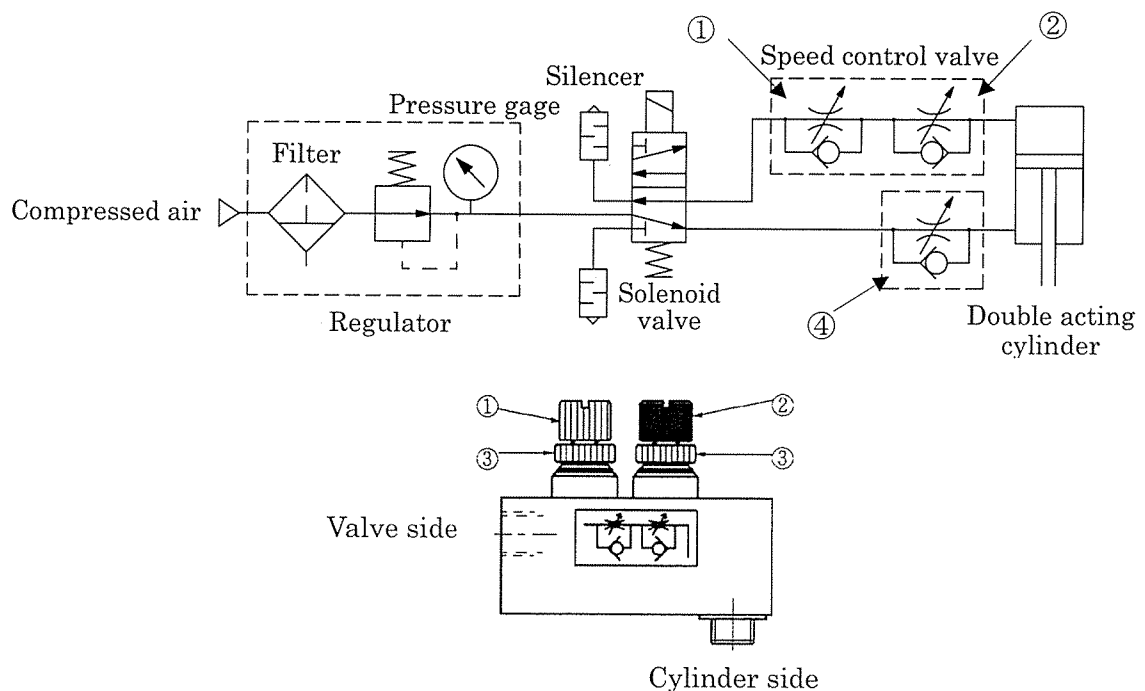 ① ②
Speed control valve
Silencer
Pressure gage
Filter
Compressed air
Solenoid
valve
Regulator
④
Double acting
cylinder
① ②
③ ③
Valve side
Cylinder side